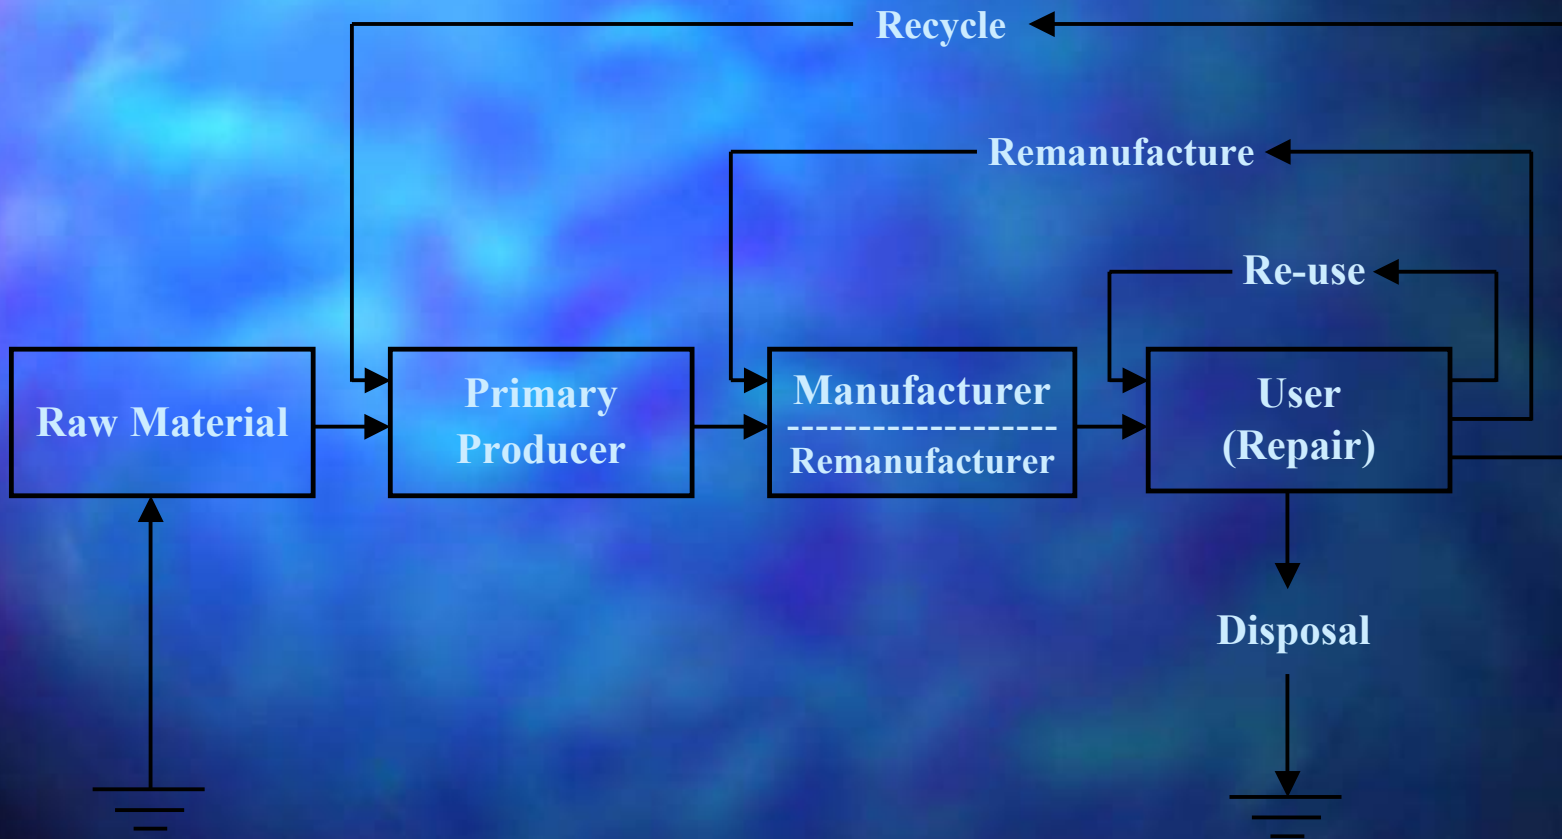 Recycle
Remanufacture
Re-use
Raw Material
Primary
Producer
Manufacturer
------------------
Remanufacturer
User
(Repair)
Disposal